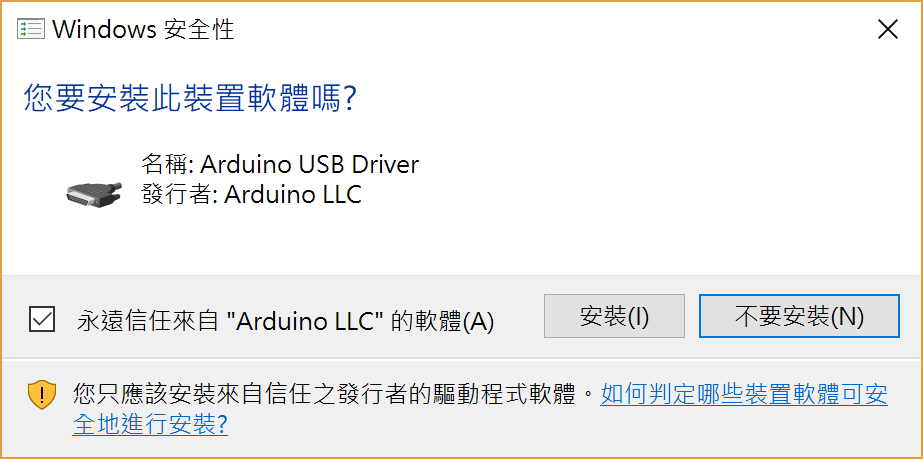 Windows 安全性
您要安裝此裝置軟體嗎?
名稱: Arduino USB Driver
發行者: Arduino LLC
永遠信任來自 "Arduino LLC" 的軟體(A)
安裝(I)
不要安裝(N)
您只應該安裝來自信任之發行者的驅動程式軟體。如何判定哪些裝置軟體可安
全地進行安裝?